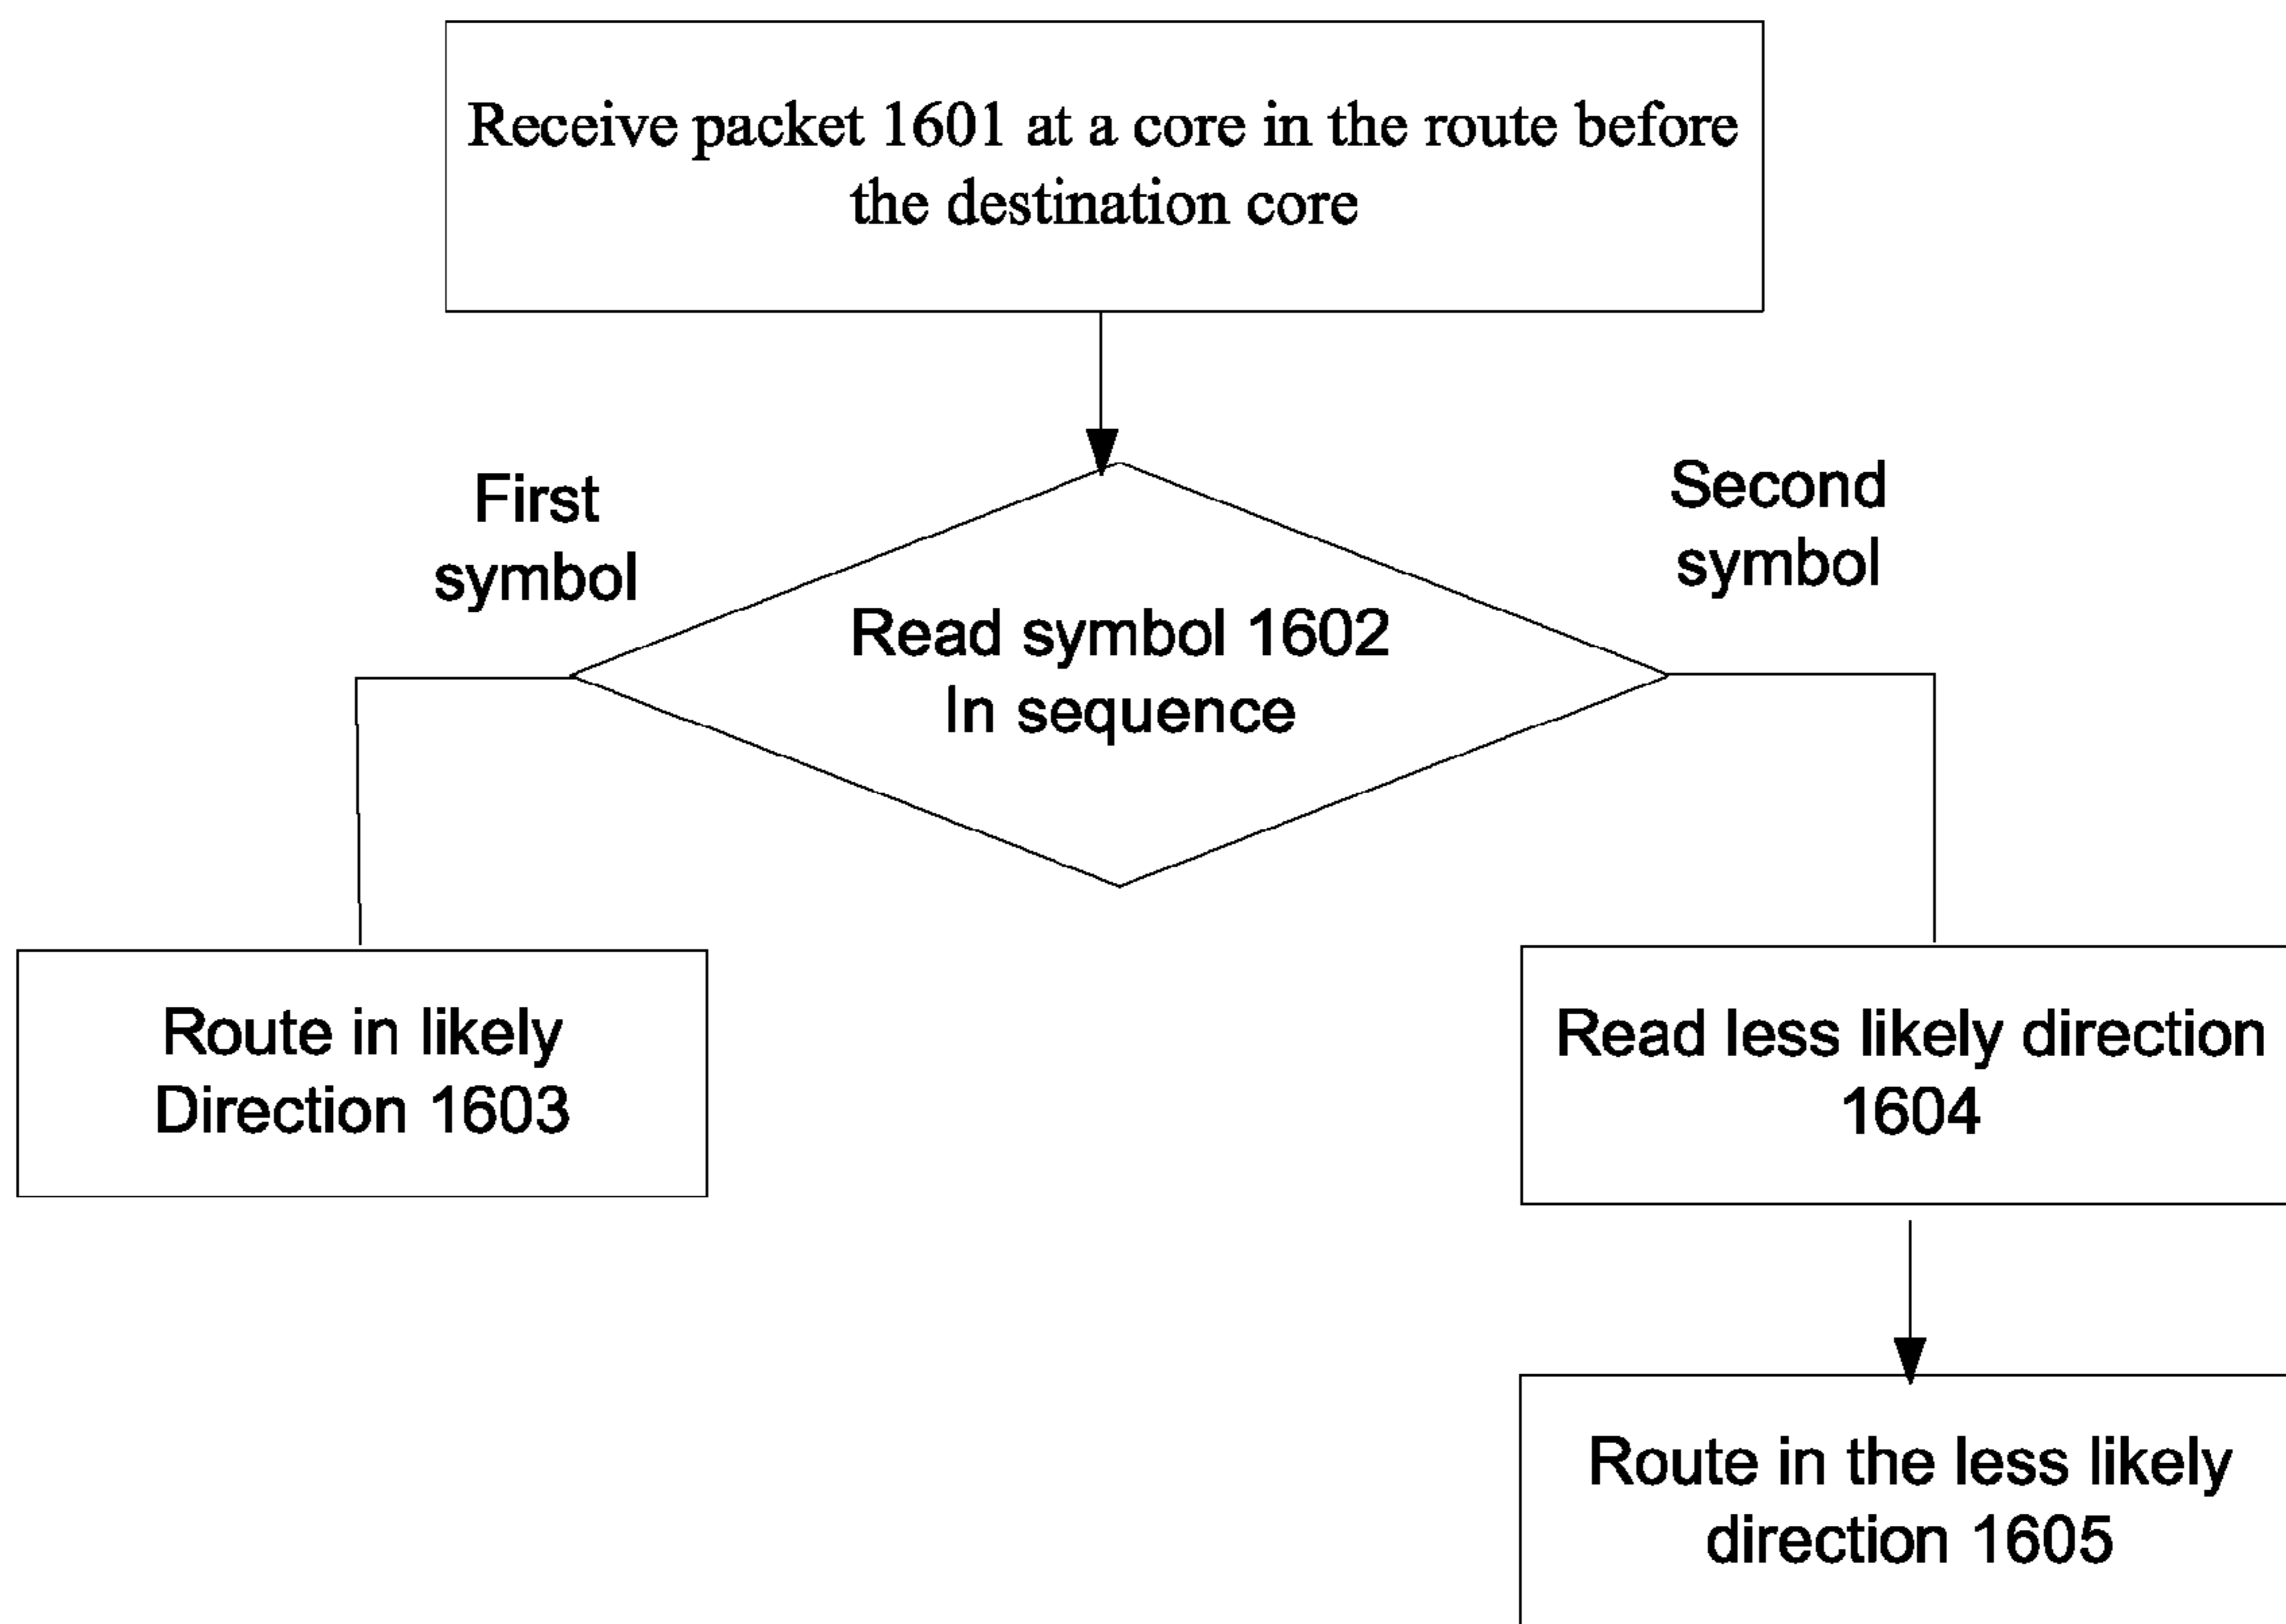 Receive packet 1601 at a core in the route before
the destination core
First
symbol
Second
symbol
Read symbol 1602
In sequence
Route in likely
Direction 1603
Read less likely direction
1604
Route in the less likely
direction 1605